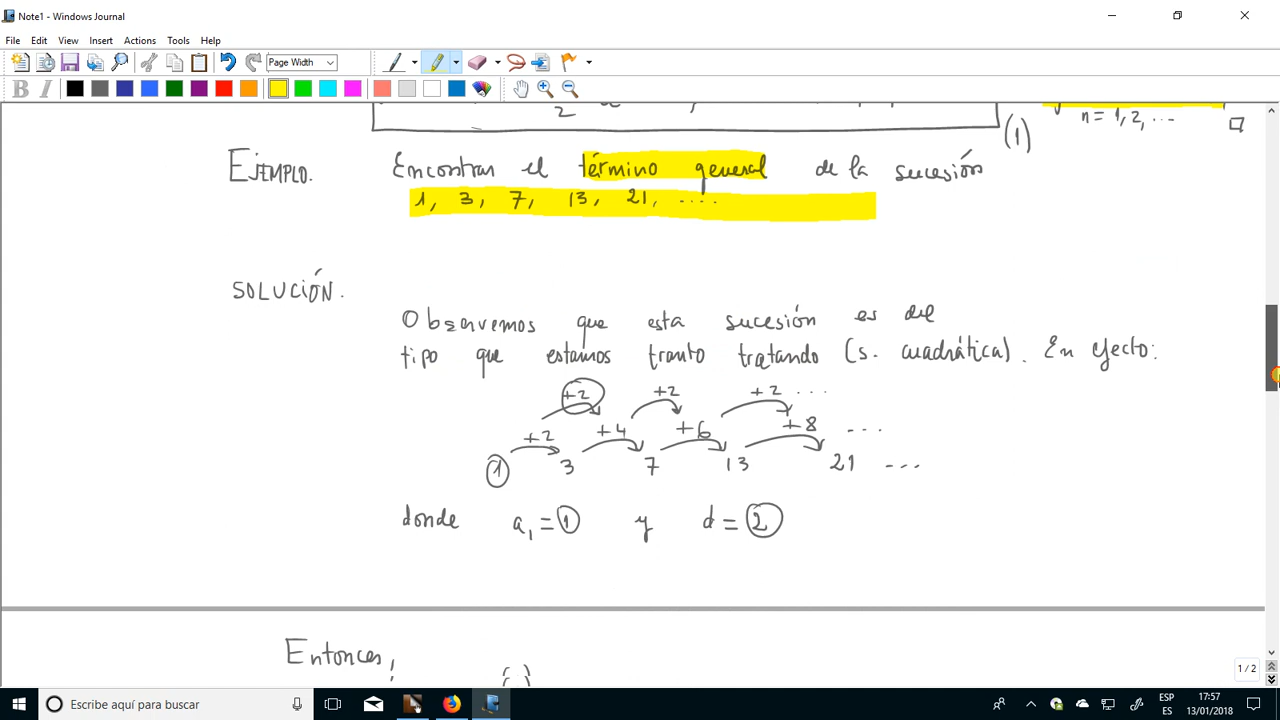 Note1 - Windows Journal
File Edit View Insert Actions Tools Help
Page Width
B I
2
(1)
n = 1, 2, ...
EJEMPLO. Encontrar el término general de la sucesión
1, 3, 7, 13, 21, ....
SOLUCIÓN.
Observemos que esta sucesión es del
tipo que estamos tratando (s. cuadrática). En efecto:
+2 +2 +2 ...
+2 +4 +6 +8 ...
1 3 7 13 21 ...
donde a₁ = 1 y d = 2
Entonces,
1 / 2
Escribe aquí para buscar
ESP
ES
17:57
13/01/2018